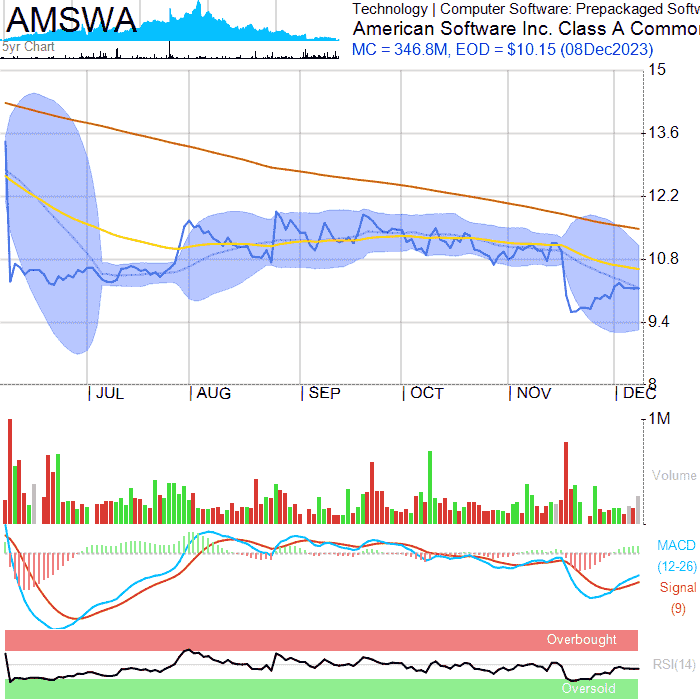 AMSWA
5yr Chart
Technology | Computer Software: Prepackaged Softw
American Software Inc. Class A Commo
MC = 346.8M, EOD = $10.15 (08Dec2023)
15
13.6
12.2
10.8
9.4
8
JUL AUG SEP OCT NOV DEC
1M
Volume
MACD
(12-26)
Signal
(9)
Overbought
RSI(14)
Oversold